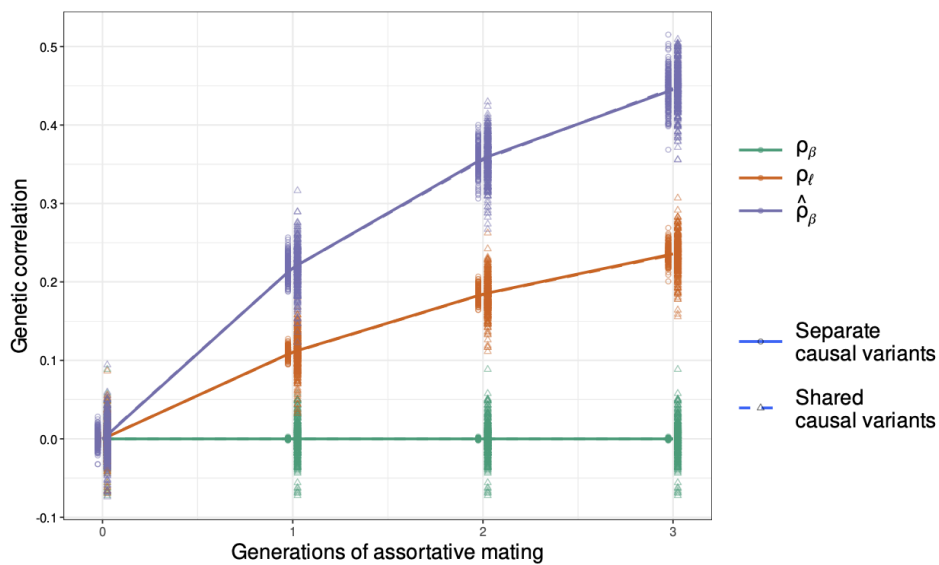 0.5
0.4
0.3
0.2
0.1
0.0
-0.1
0
1
2
3
Genetic correlation
Generations of assortative mating
ρβ
ρℓ
ρ̂β
Separate
causal variants
Shared
causal variants